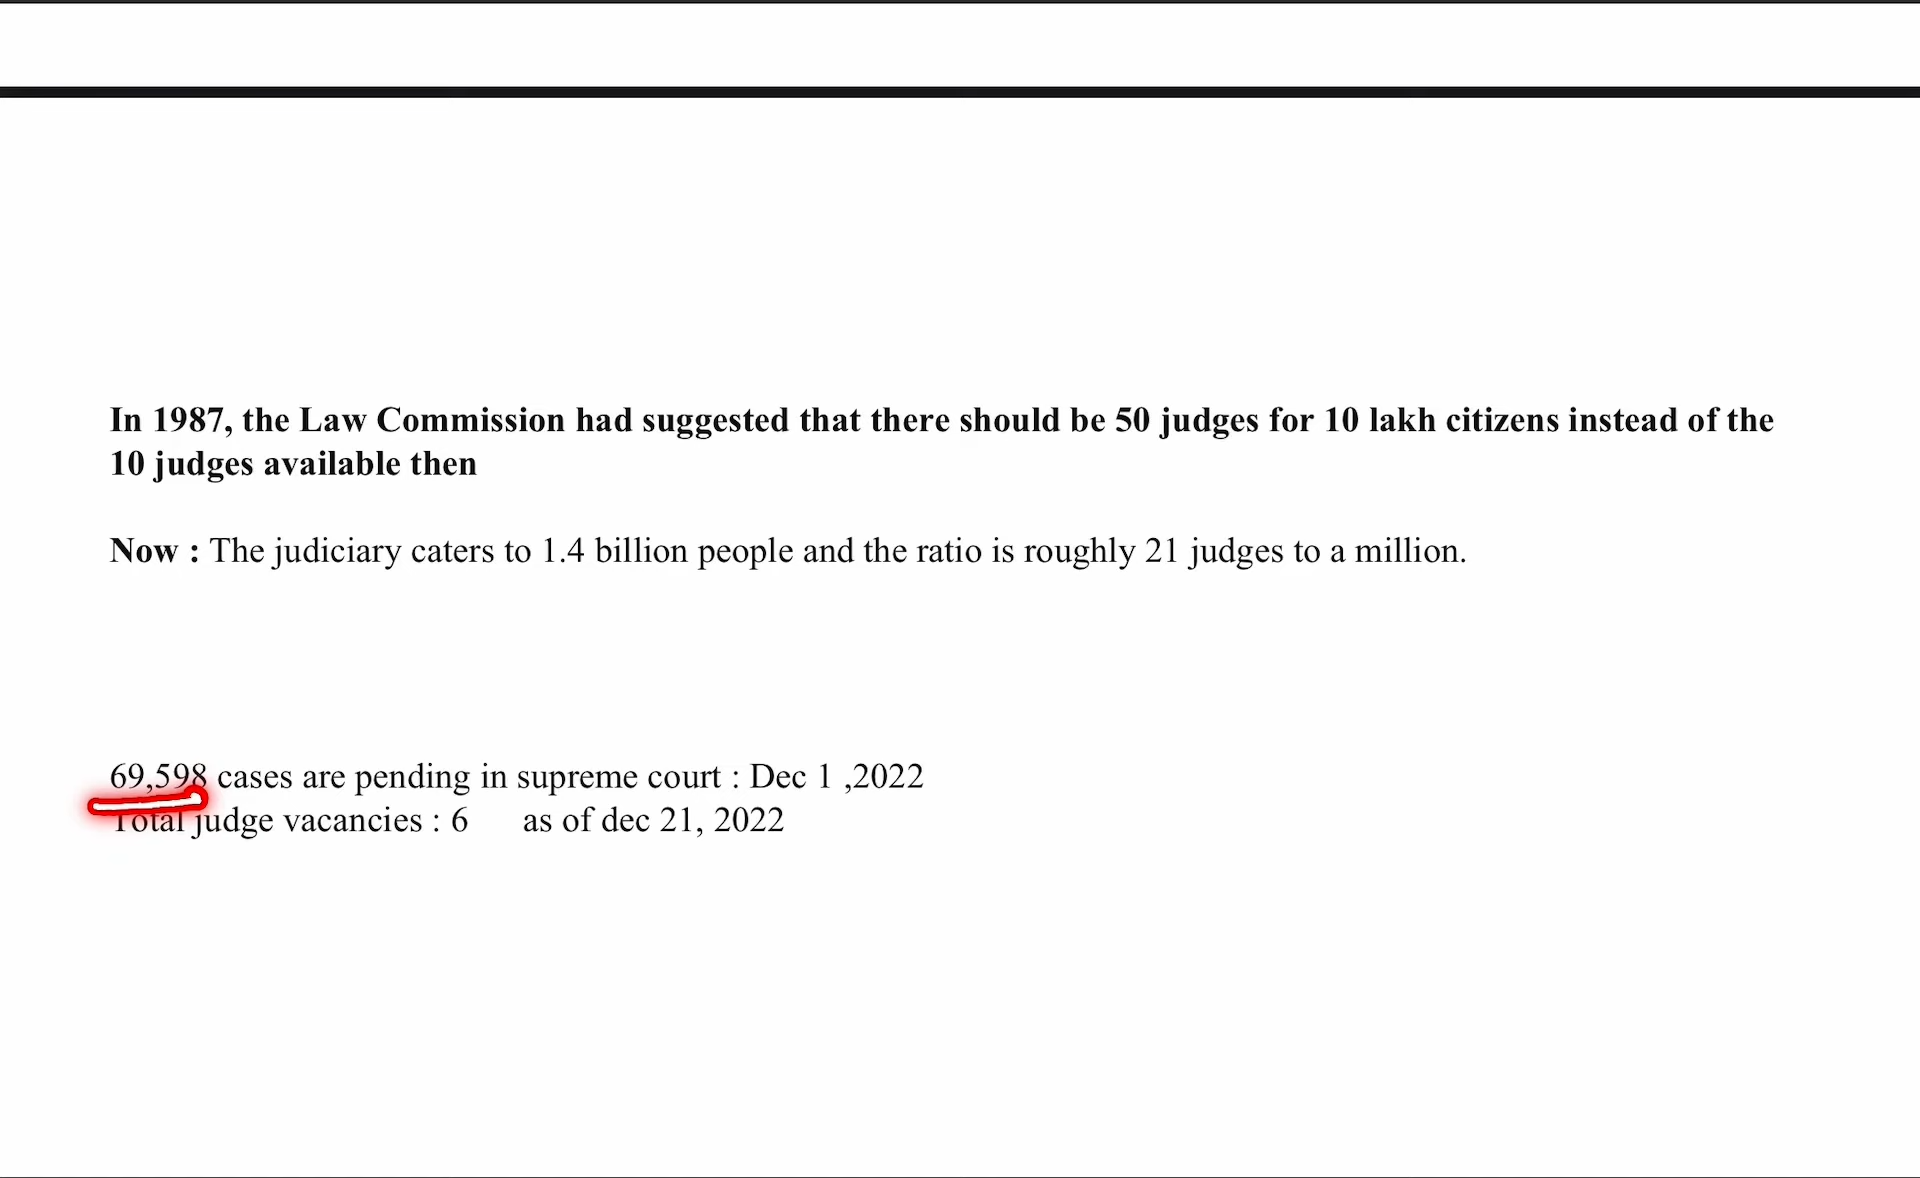 In 1987, the Law Commission had suggested that there should be 50 judges for 10 lakh citizens instead of the
10 judges available then
Now : The judiciary caters to 1.4 billion people and the ratio is roughly 21 judges to a million.
69,598 cases are pending in supreme court : Dec 1 ,2022
Total judge vacancies : 6 as of dec 21, 2022